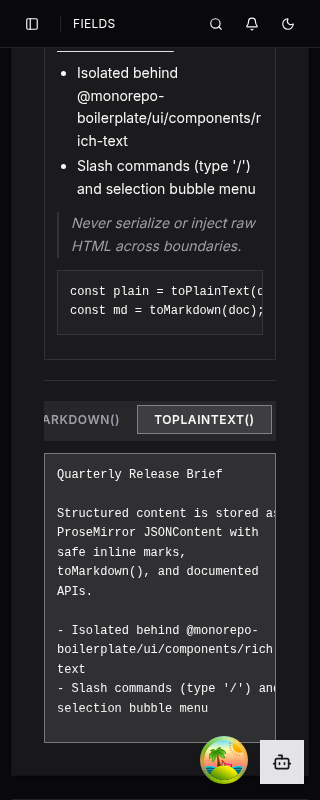 FIELDS
Isolated behind
@monorepo-
boilerplate/ui/components/r
ich-text
Slash commands (type '/')
and selection bubble menu
Never serialize or inject raw
HTML across boundaries.
const plain = toPlainText(d
const md = toMarkdown(doc);
ARKDOWN()
TOPLAINTEXT()
Quarterly Release Brief
Structured content is stored as
ProseMirror JSONContent with
safe inline marks,
toMarkdown(), and documented
APIs.
- Isolated behind @monorepo-
boilerplate/ui/components/rich
text
- Slash commands (type '/') and
selection bubble menu